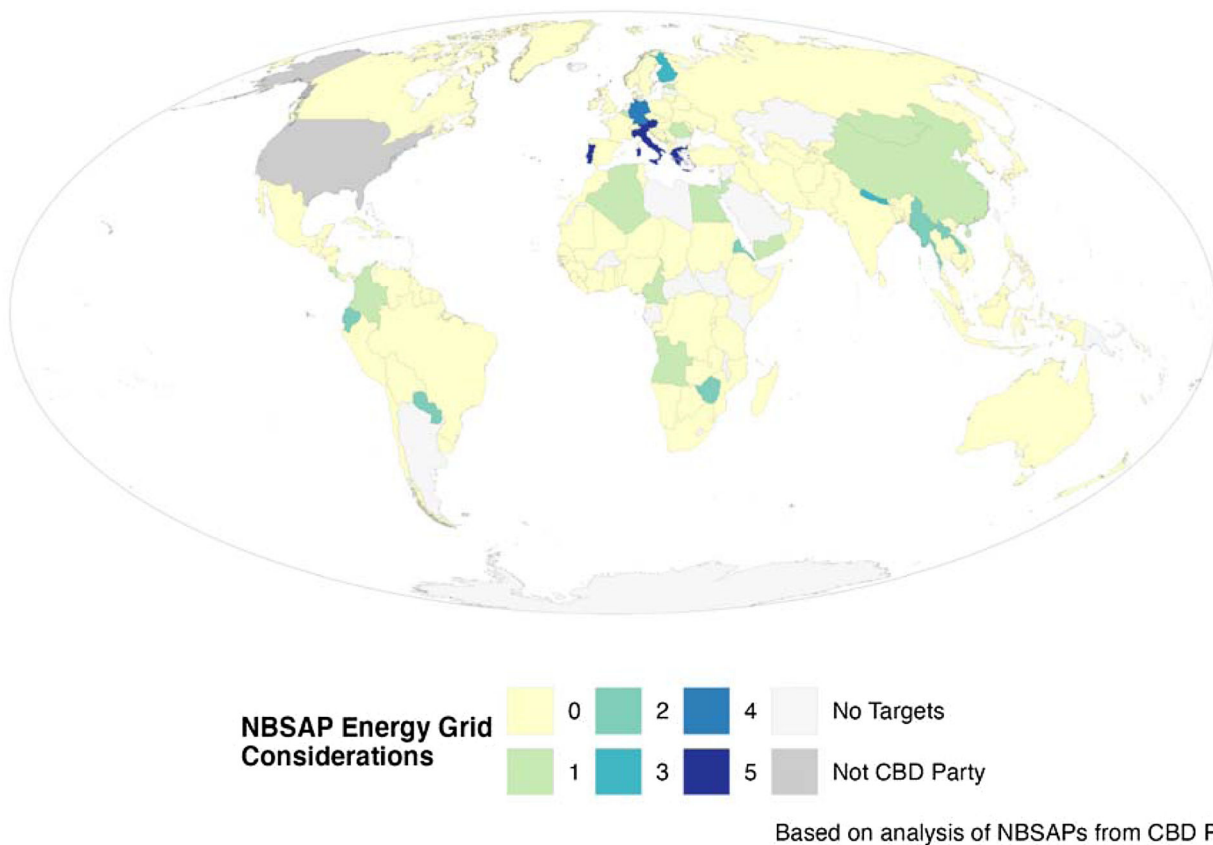 NBSAP Energy Grid
Considerations
0 2 4 No Targets
1 3 5 Not CBD Party
Based on analysis of NBSAPs from CBD